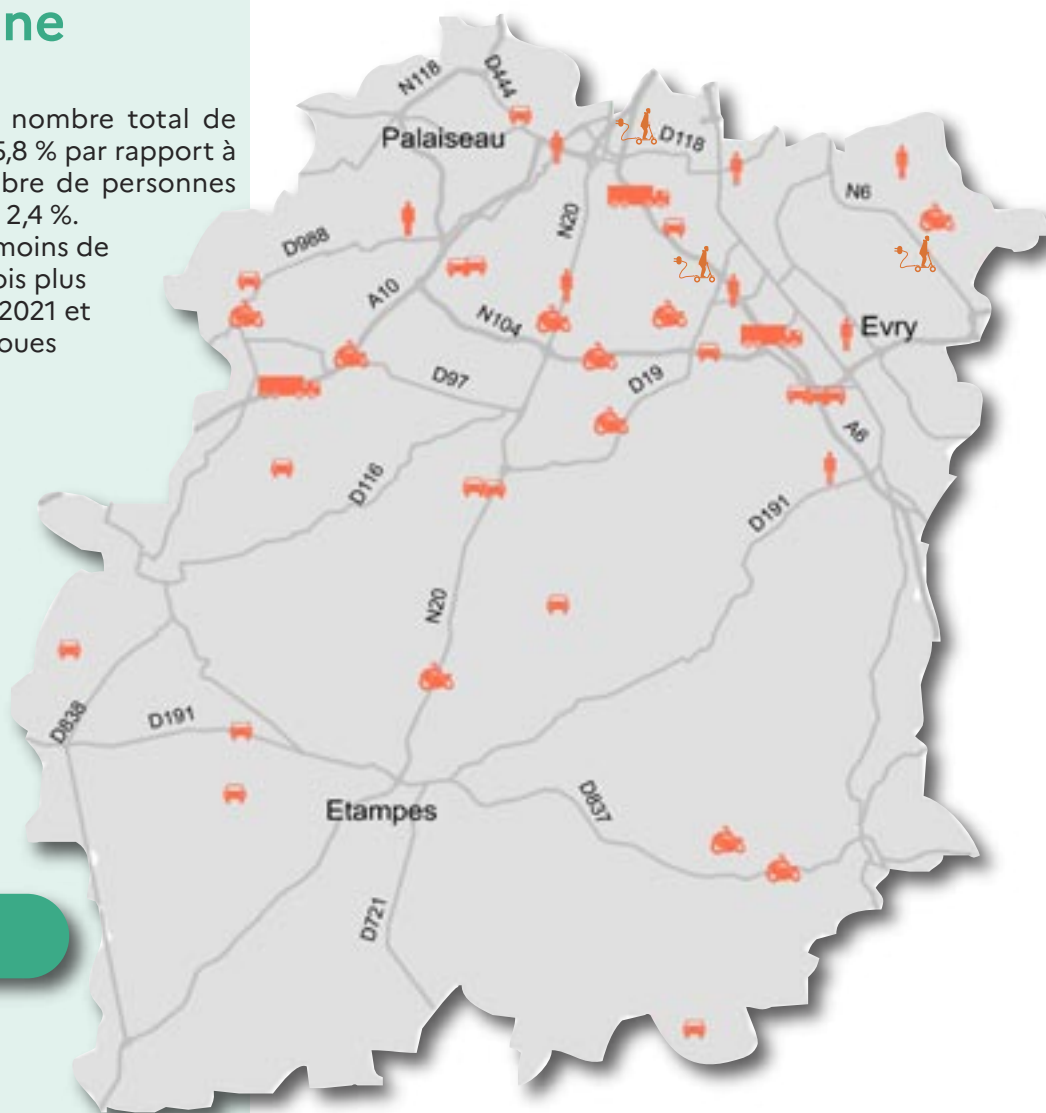 ne
nombre total de
5,8 % par rapport à
bre de personnes
2,4 %.
moins de
ois plus
2021 et
oues
N118
D444
Palaiseau
D118
N6
N20
D988
A10
N104
Evry
D97
D19
A6
D116
D191
N20
D838
D191
Etampes
D837
D721